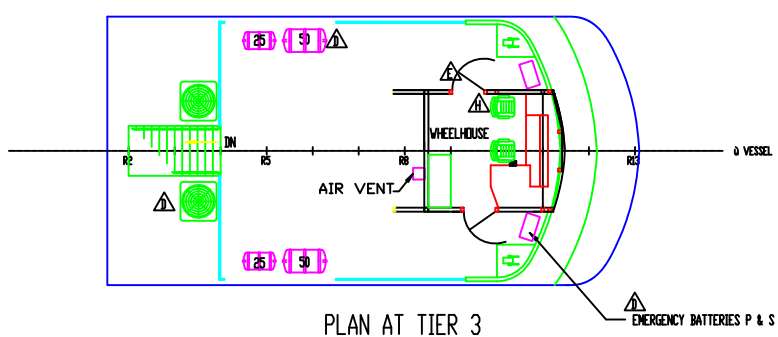 25 50 D
E
H
DN
WHEELHOUSE
R2 R5 R8 R13 ℄ VESSEL
AIR VENT
D
25 50
D
EMERGENCY BATTERIES P & S
PLAN AT TIER 3